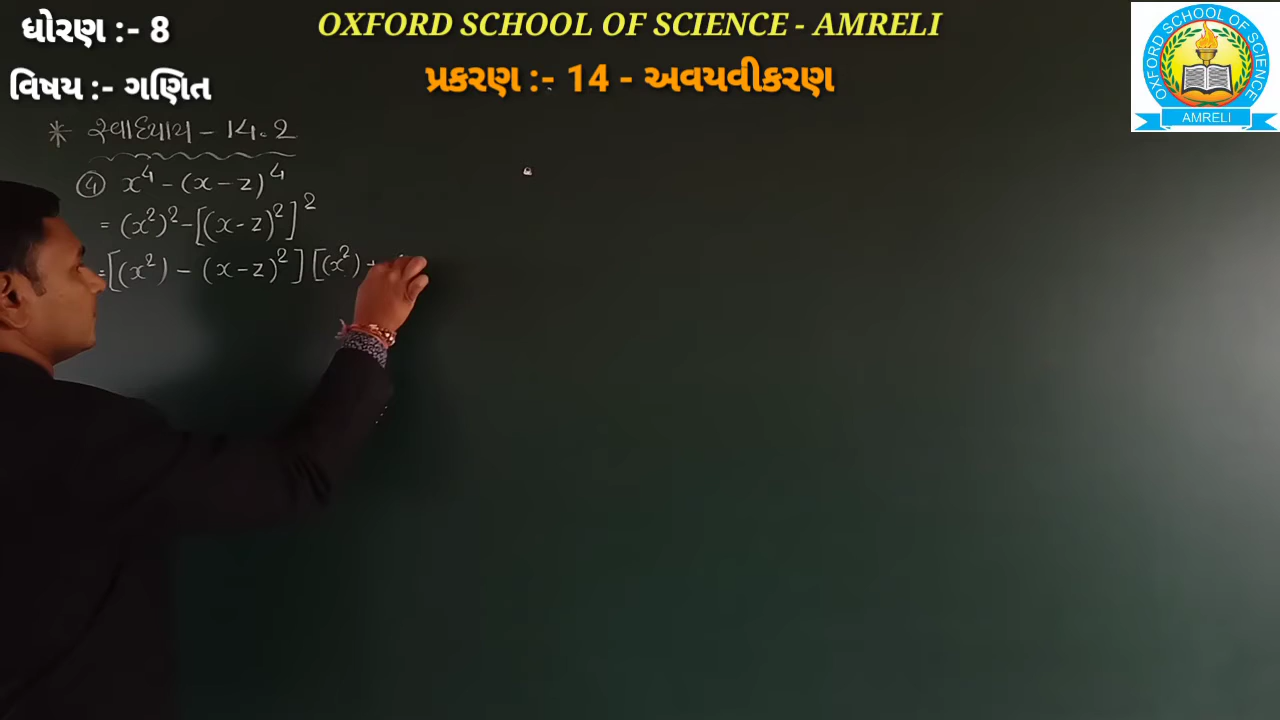 ધોરણ :- 8
OXFORD SCHOOL OF SCIENCE - AMRELI
વિષય :- ગણિત
પ્રકરણ :- 14 - અવયવીકરણ
OXFORD SCHOOL OF SCIENCE
AMRELI
* સ્વાધ્યાય - 14.2
(4) x⁴ - (x - z)⁴
= (x²)² - [(x - z)²]²
= [(x²) - (x - z)²] [(x²) +